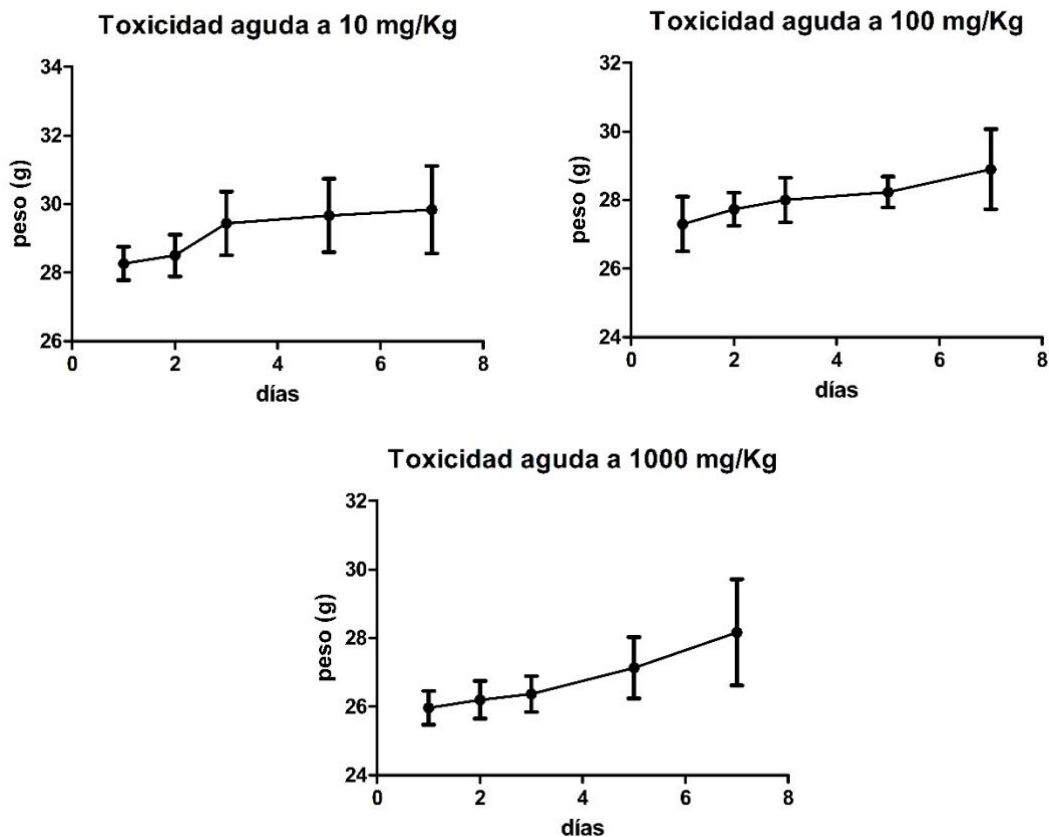 Toxicidad aguda a 10 mg/Kg
34
32
30
28
26
peso (g)
0 2 4 6 8
días
Toxicidad aguda a 100 mg/Kg
32
30
28
26
24
peso (g)
0 2 4 6 8
días
Toxicidad aguda a 1000 mg/Kg
32
30
28
26
24
peso (g)
0 2 4 6 8
días